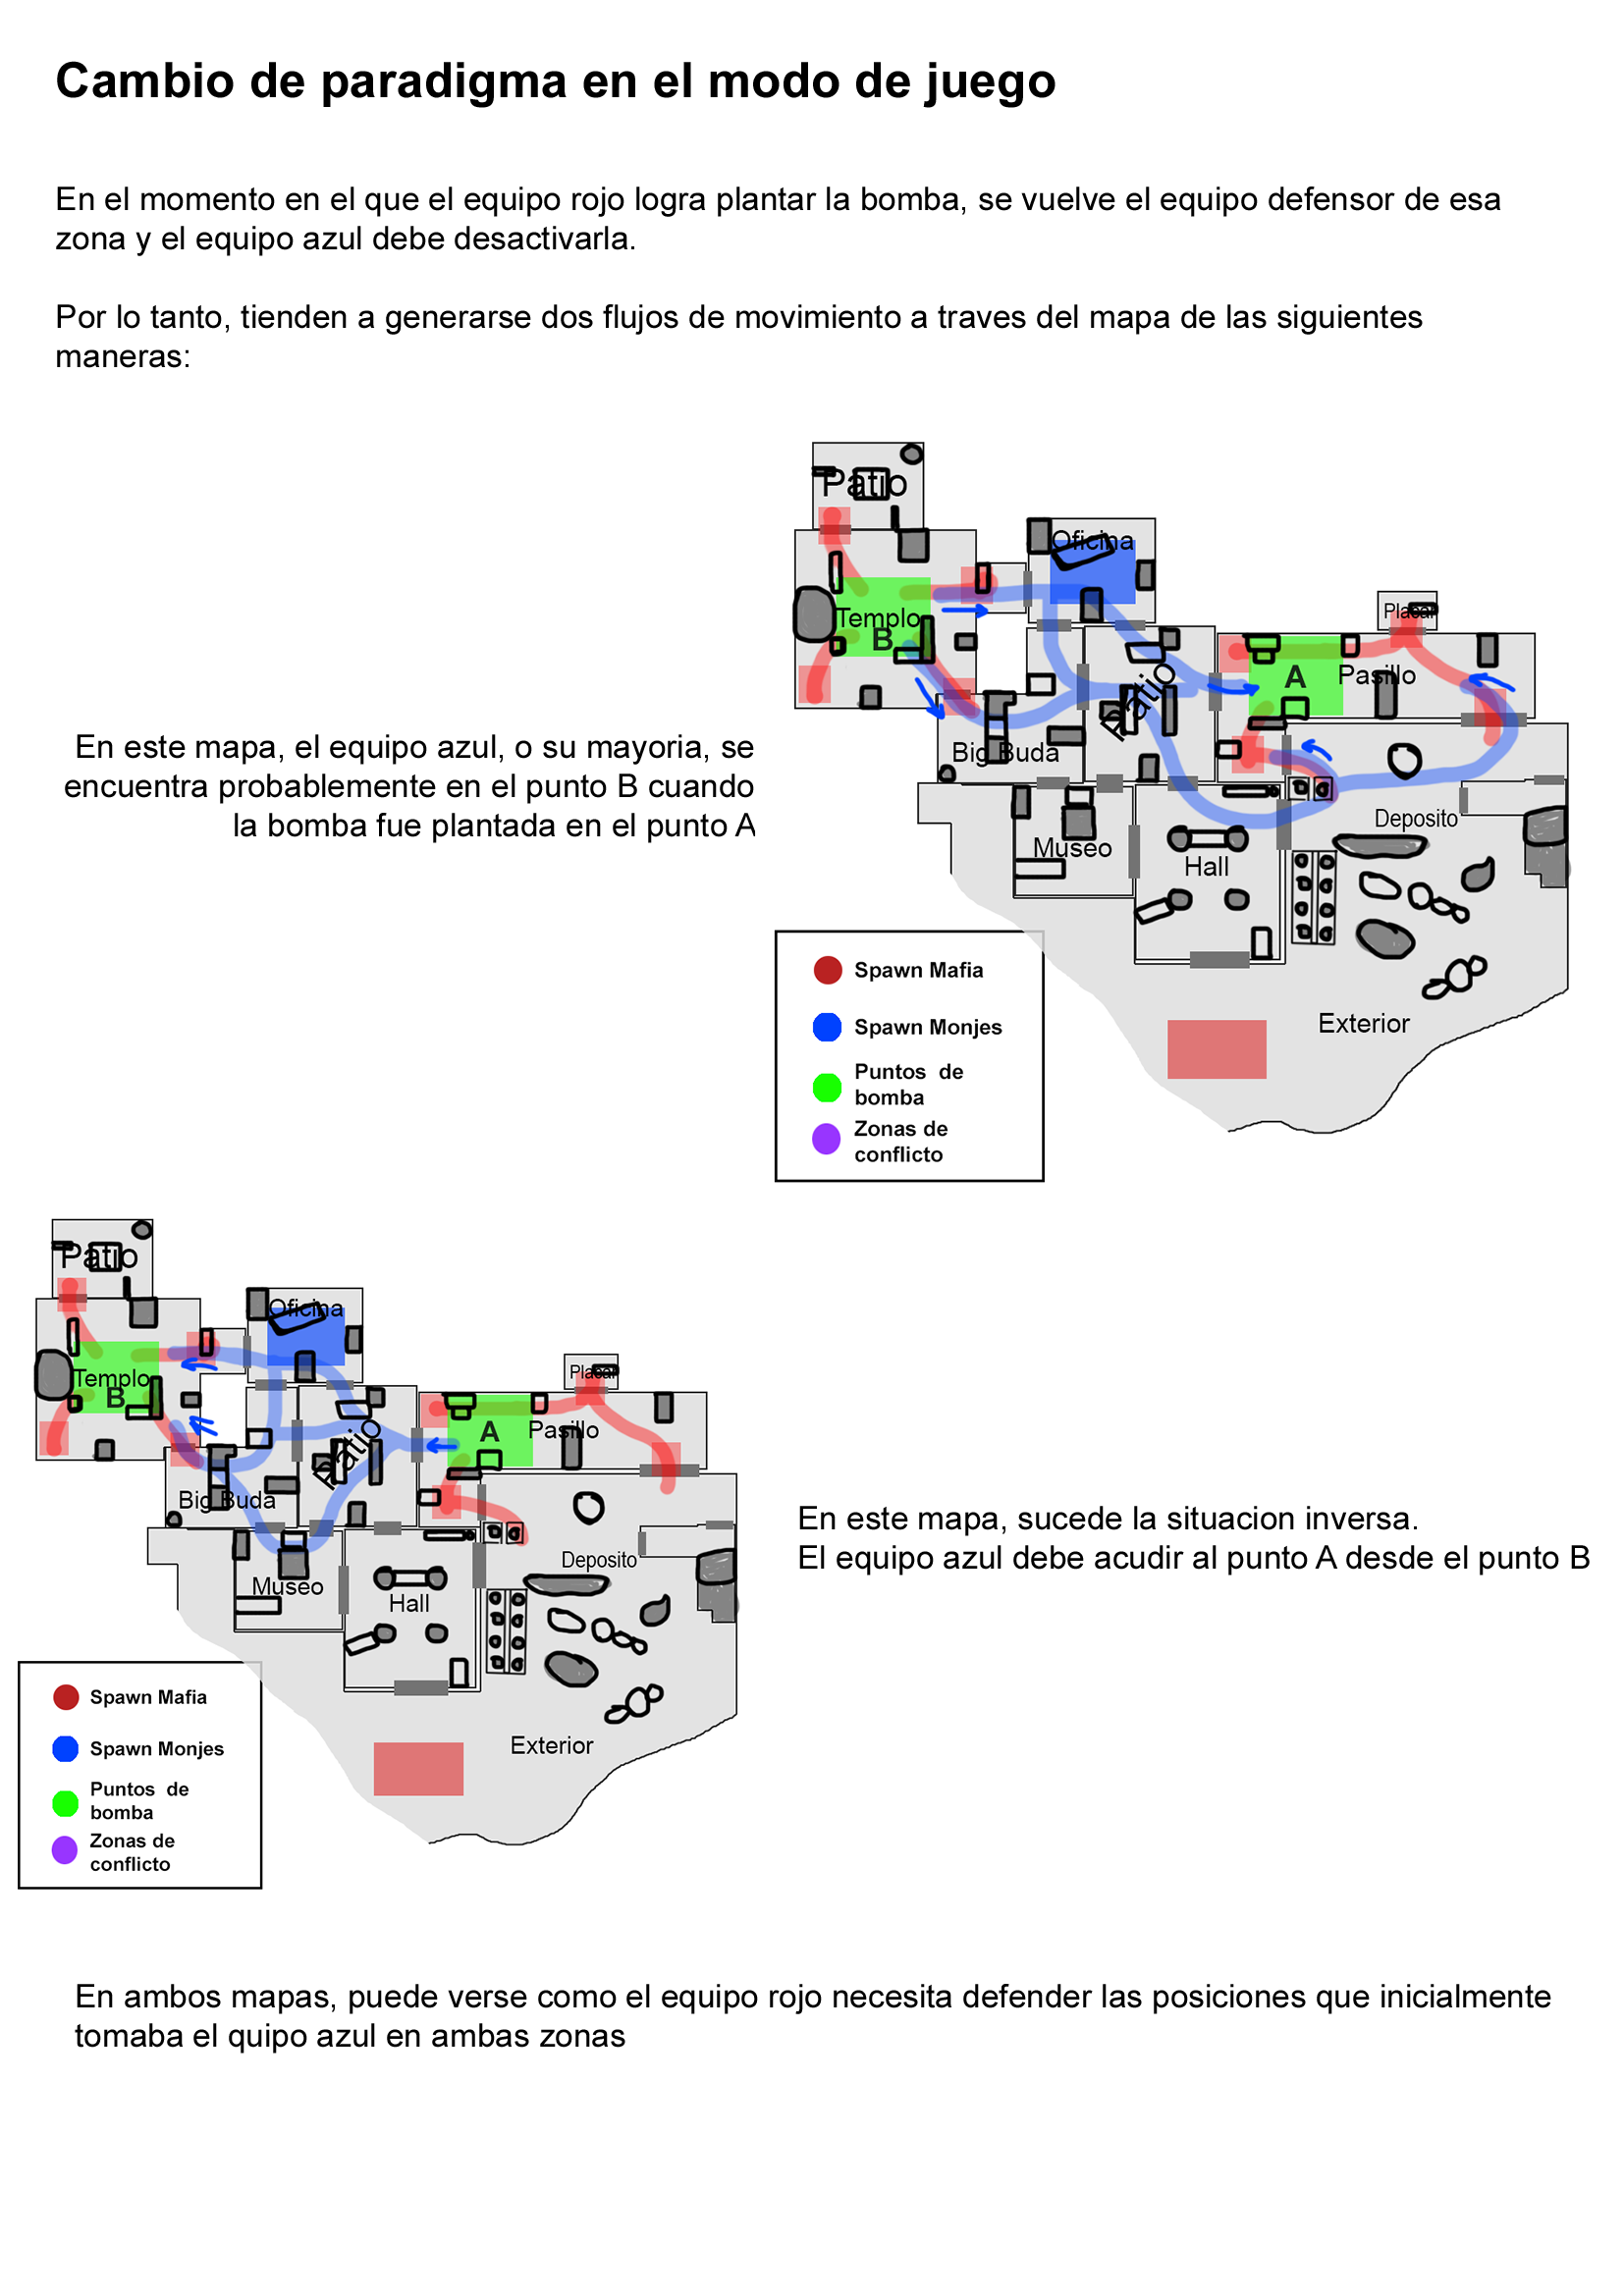 Cambio de paradigma en el modo de juego
En el momento en el que el equipo rojo logra plantar la bomba, se vuelve el equipo defensor de esa
zona y el equipo azul debe desactivarla.
Por lo tanto, tienden a generarse dos flujos de movimiento a traves del mapa de las siguientes
maneras:
Patio
Oficina
Templo
B
Placar
A
Pasillo
Patio
Big Buda
Deposito
Museo
Hall
Exterior
En este mapa, el equipo azul, o su mayoria, se
encuentra probablemente en el punto B cuando
la bomba fue plantada en el punto A
Spawn Mafia
Spawn Monjes
Puntos de
bomba
Zonas de
conflicto
Patio
Oficina
Templo
B
Placar
A
Pasillo
Patio
Big Buda
Deposito
Museo
Hall
Exterior
En este mapa, sucede la situacion inversa.
El equipo azul debe acudir al punto A desde el punto B
Spawn Mafia
Spawn Monjes
Puntos de
bomba
Zonas de
conflicto
En ambos mapas, puede verse como el equipo rojo necesita defender las posiciones que inicialmente
tomaba el quipo azul en ambas zonas